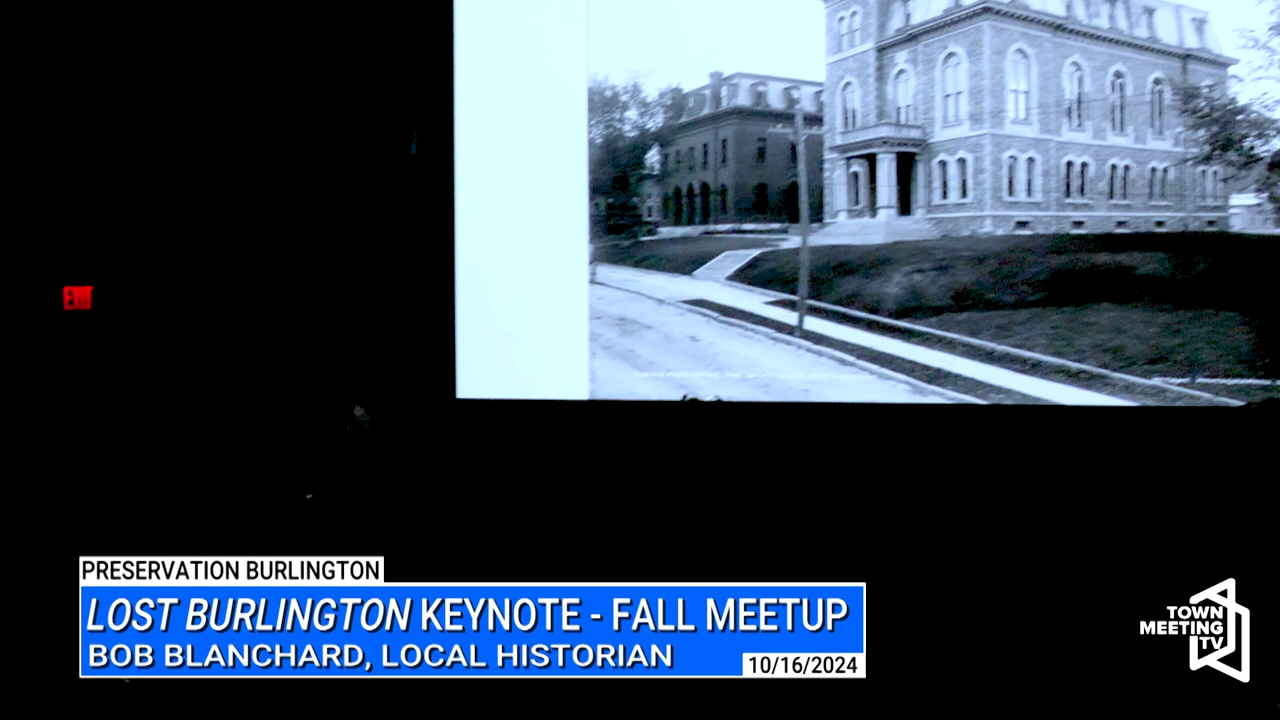 EXIT
PRESERVATION BURLINGTON
LOST BURLINGTON KEYNOTE - FALL MEETUP
BOB BLANCHARD, LOCAL HISTORIAN
10/16/2024
TOWN
MEETING
TV